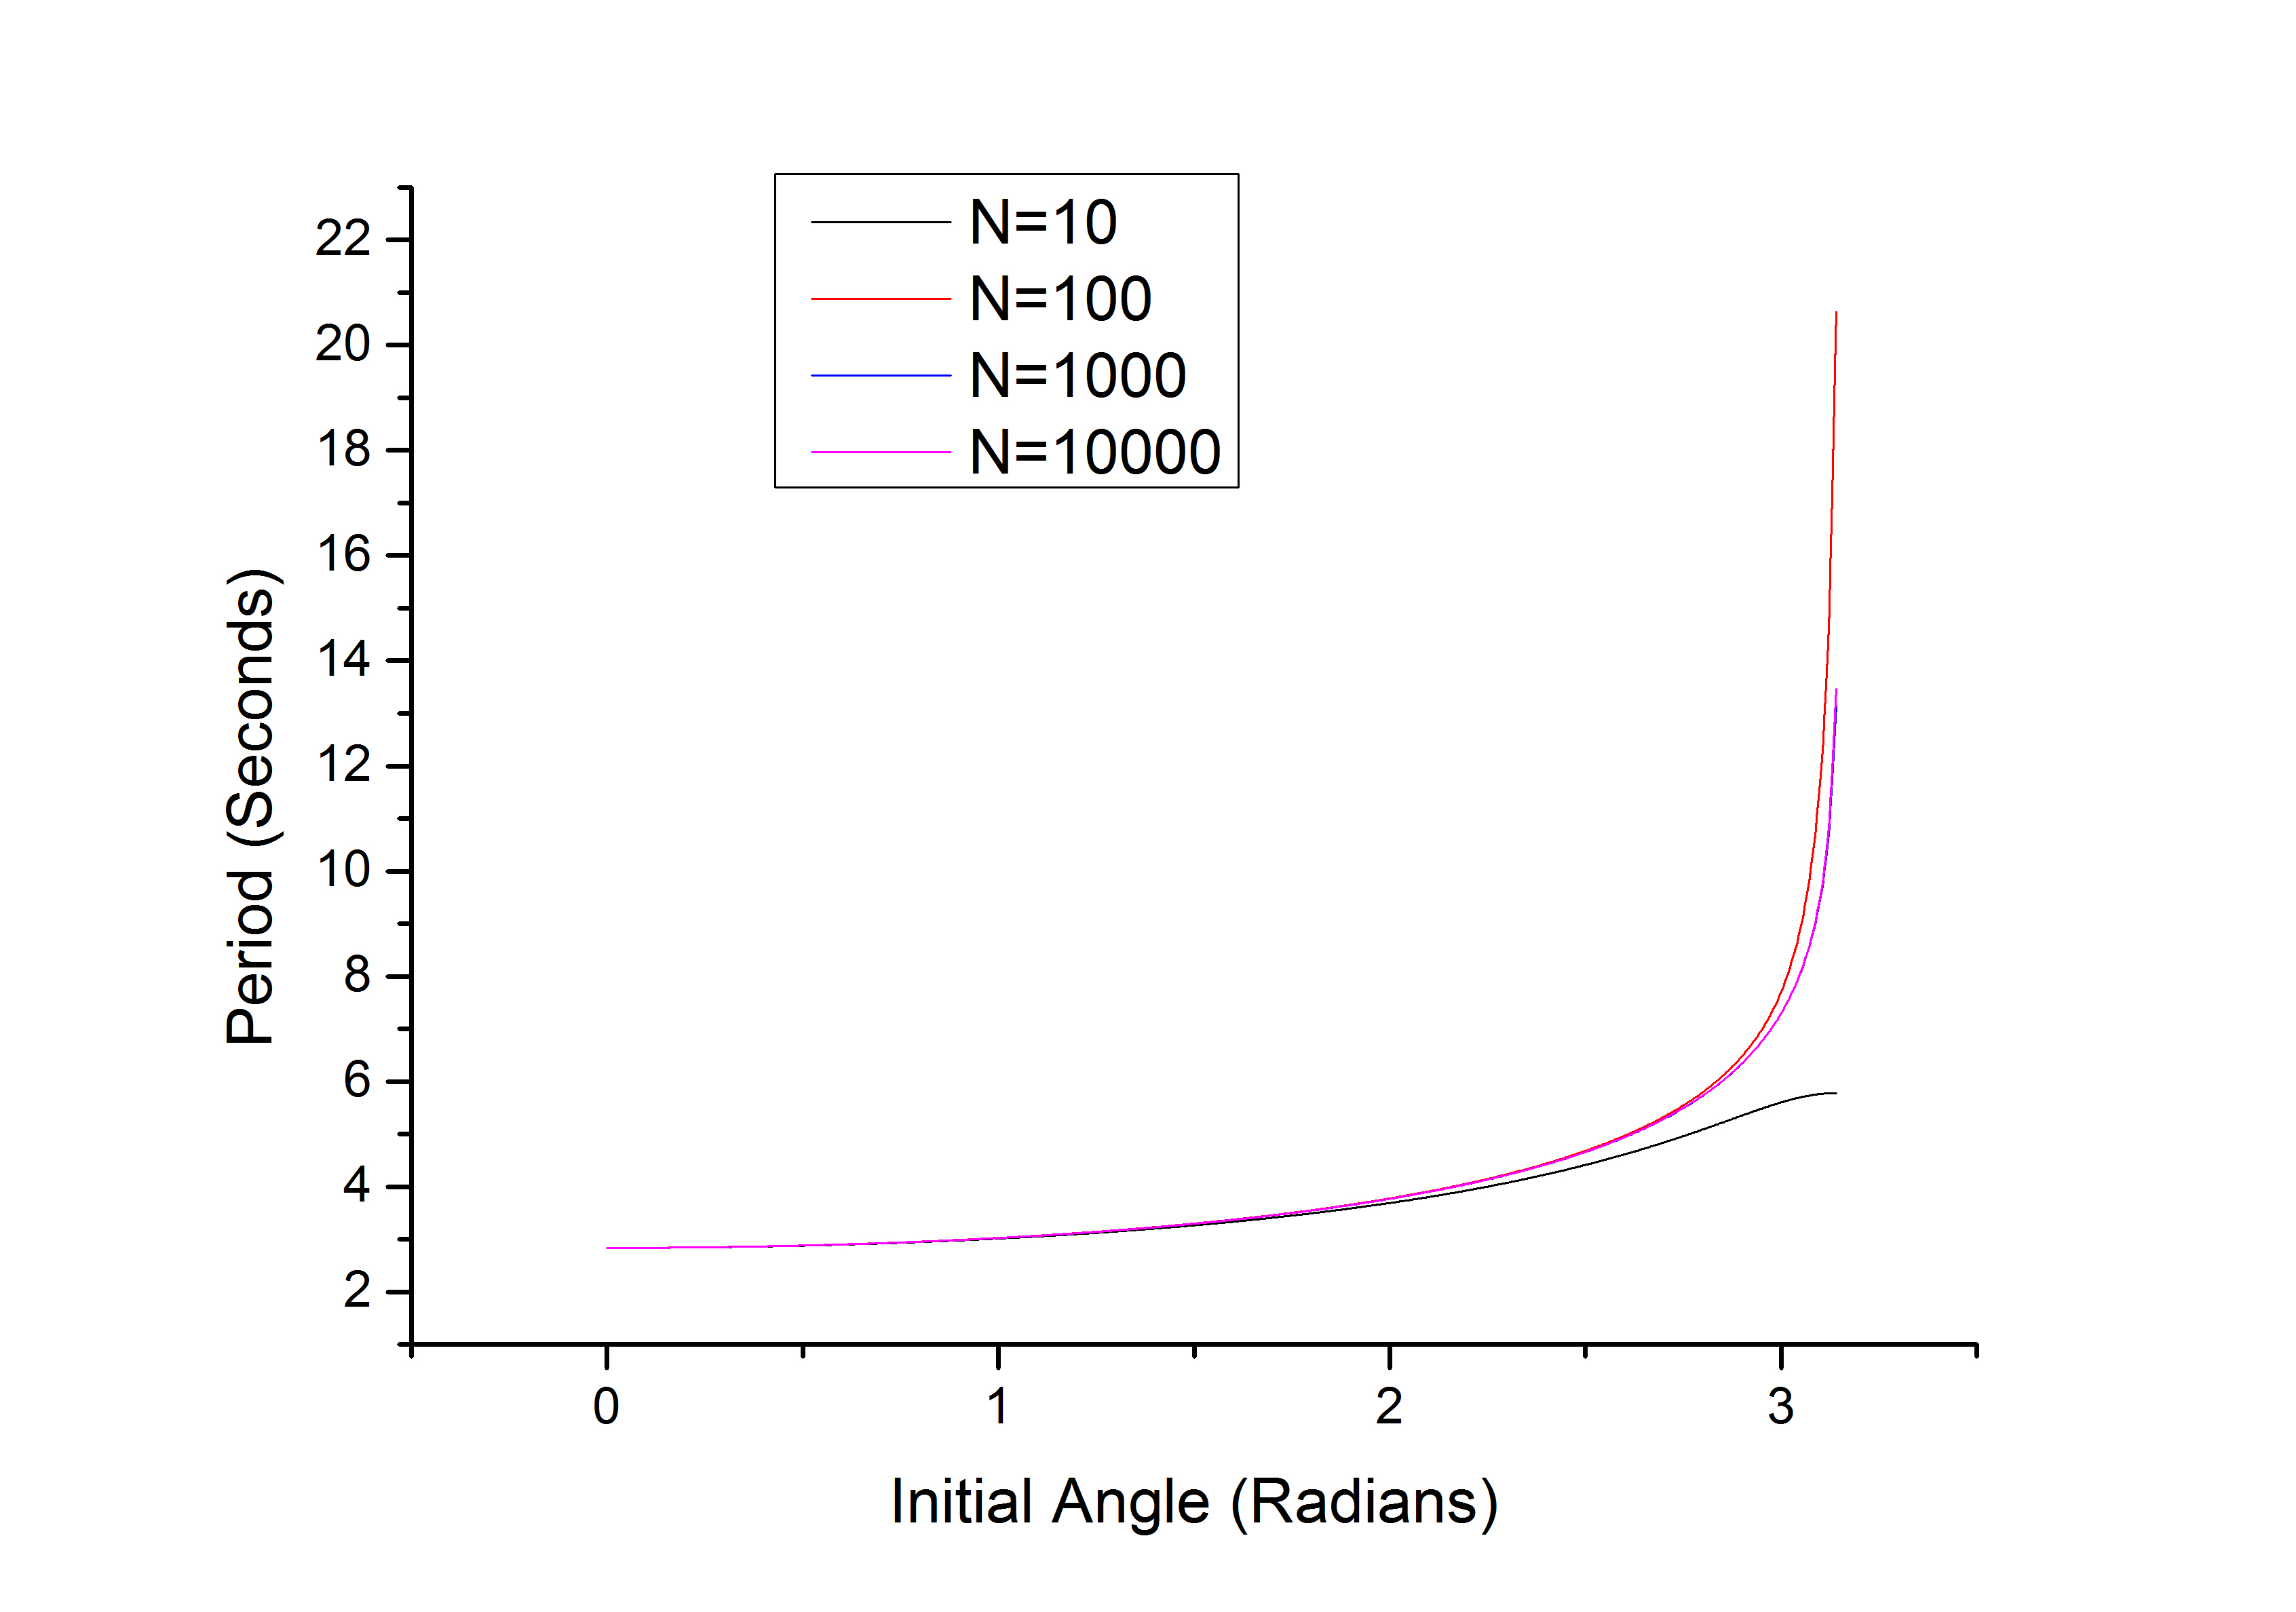 N=10
N=100
N=1000
N=10000
22
20
18
16
14
12
10
8
6
4
2
Period (Seconds)
0 1 2 3
Initial Angle (Radians)